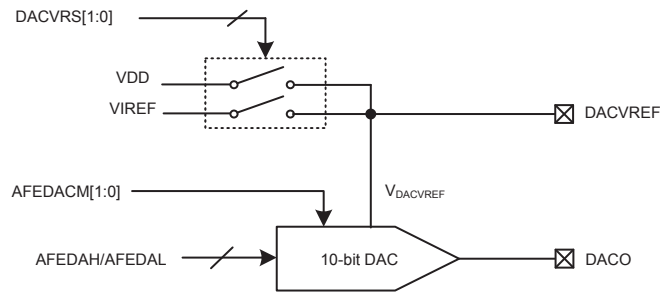 DACVRS[1:0]
VDD
VIREF
DACVREF
AFEDACM[1:0]
VDACVREF
AFEDAH/AFEDAL
10-bit DAC
DACO